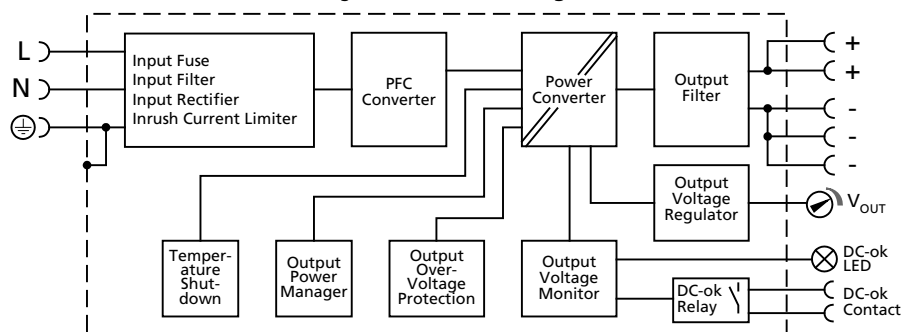 L
N
Input Fuse
Input Filter
Input Rectifier
Inrush Current Limiter
PFC
Converter
Power
Converter
Output
Filter
+
+
-
-
-
Output
Voltage
Regulator
VOUT
Temper-
ature
Shut-
down
Output
Power
Manager
Output
Over-
Voltage
Protection
Output
Voltage
Monitor
DC-ok
Relay
DC-ok
LED
DC-ok
Contact